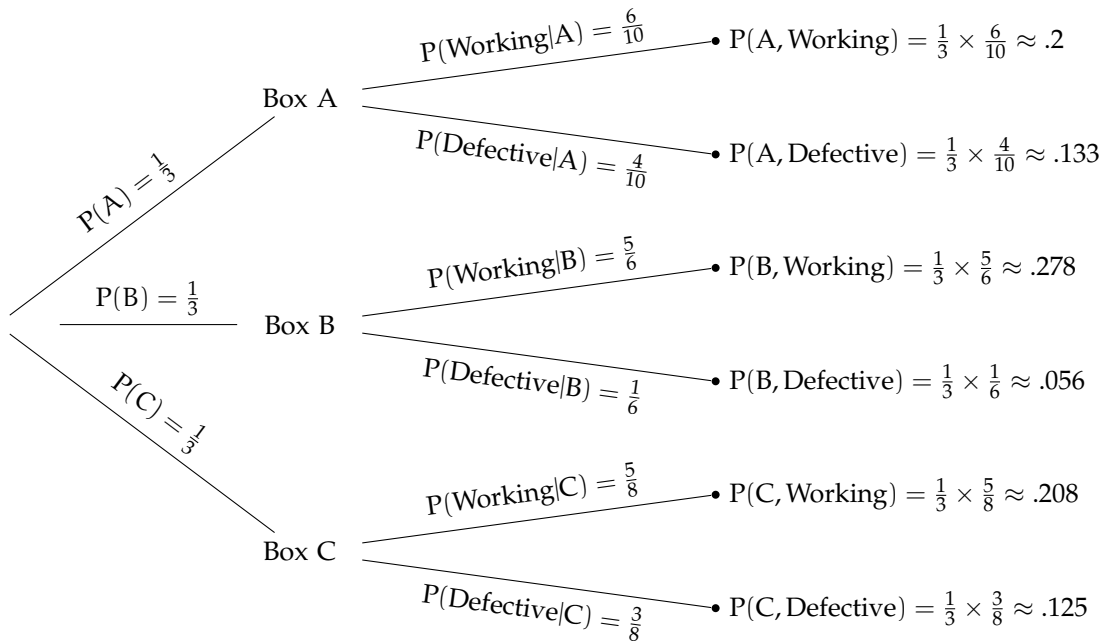 P(Working|A) = 6/10
P(A, Working) = 1/3 × 6/10 ≈ .2
Box A
P(Defective|A) = 4/10
P(A, Defective) = 1/3 × 4/10 ≈ .133
P(A) = 1/3
P(Working|B) = 5/6
P(B, Working) = 1/3 × 5/6 ≈ .278
P(B) = 1/3
Box B
P(Defective|B) = 1/6
P(B, Defective) = 1/3 × 1/6 ≈ .056
P(C) = 1/3
P(Working|C) = 5/8
P(C, Working) = 1/3 × 5/8 ≈ .208
Box C
P(Defective|C) = 3/8
P(C, Defective) = 1/3 × 3/8 ≈ .125